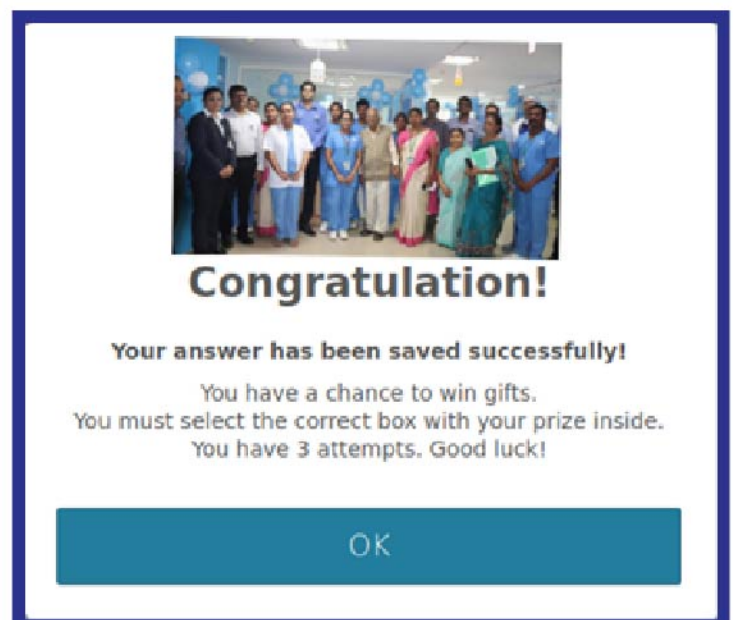 Congratulation!
Your answer has been saved successfully!
You have a chance to win gifts.
You must select the correct box with your prize inside.
You have 3 attempts. Good luck!
OK